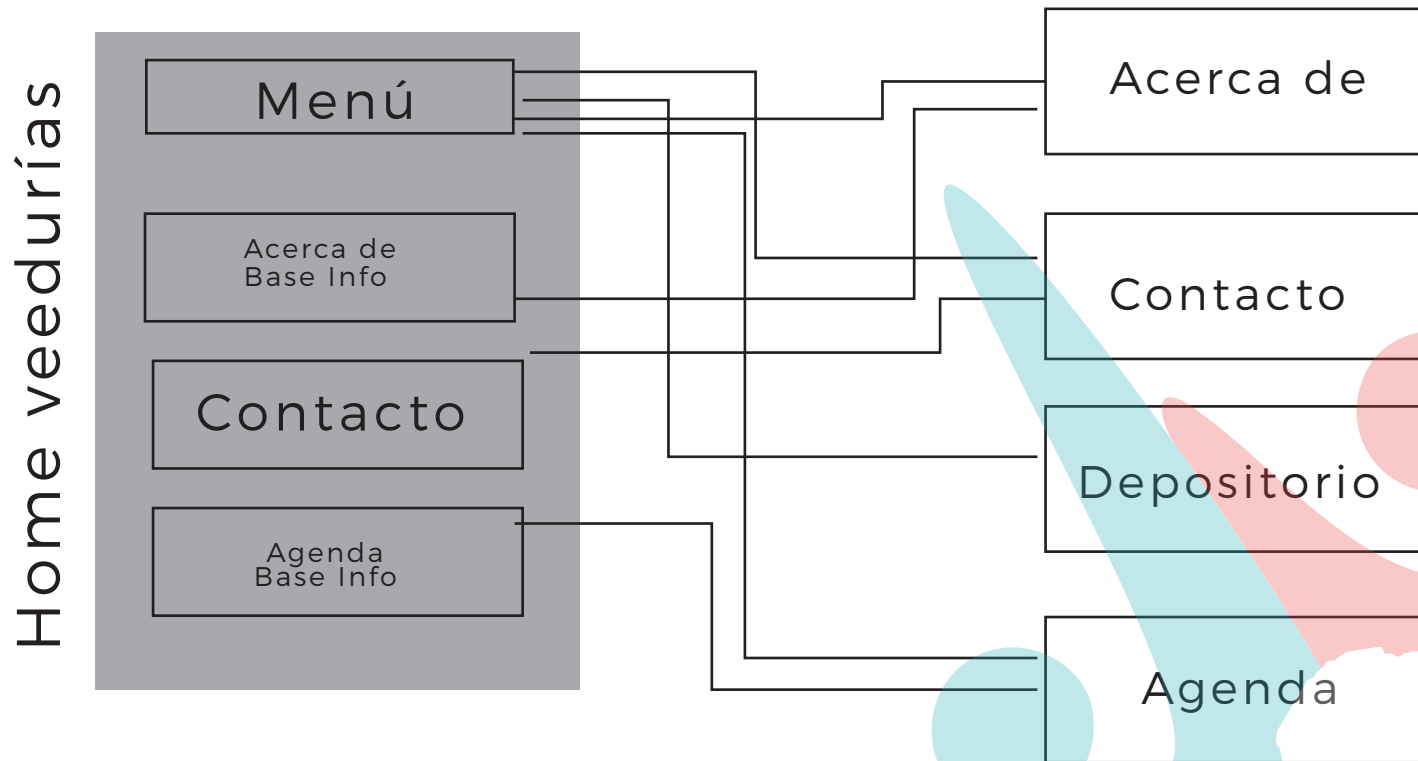 Home veedurías
Menú
Acerca de
Base Info
Contacto
Agenda
Base Info
Acerca de
Contacto
Depositorio
Agenda